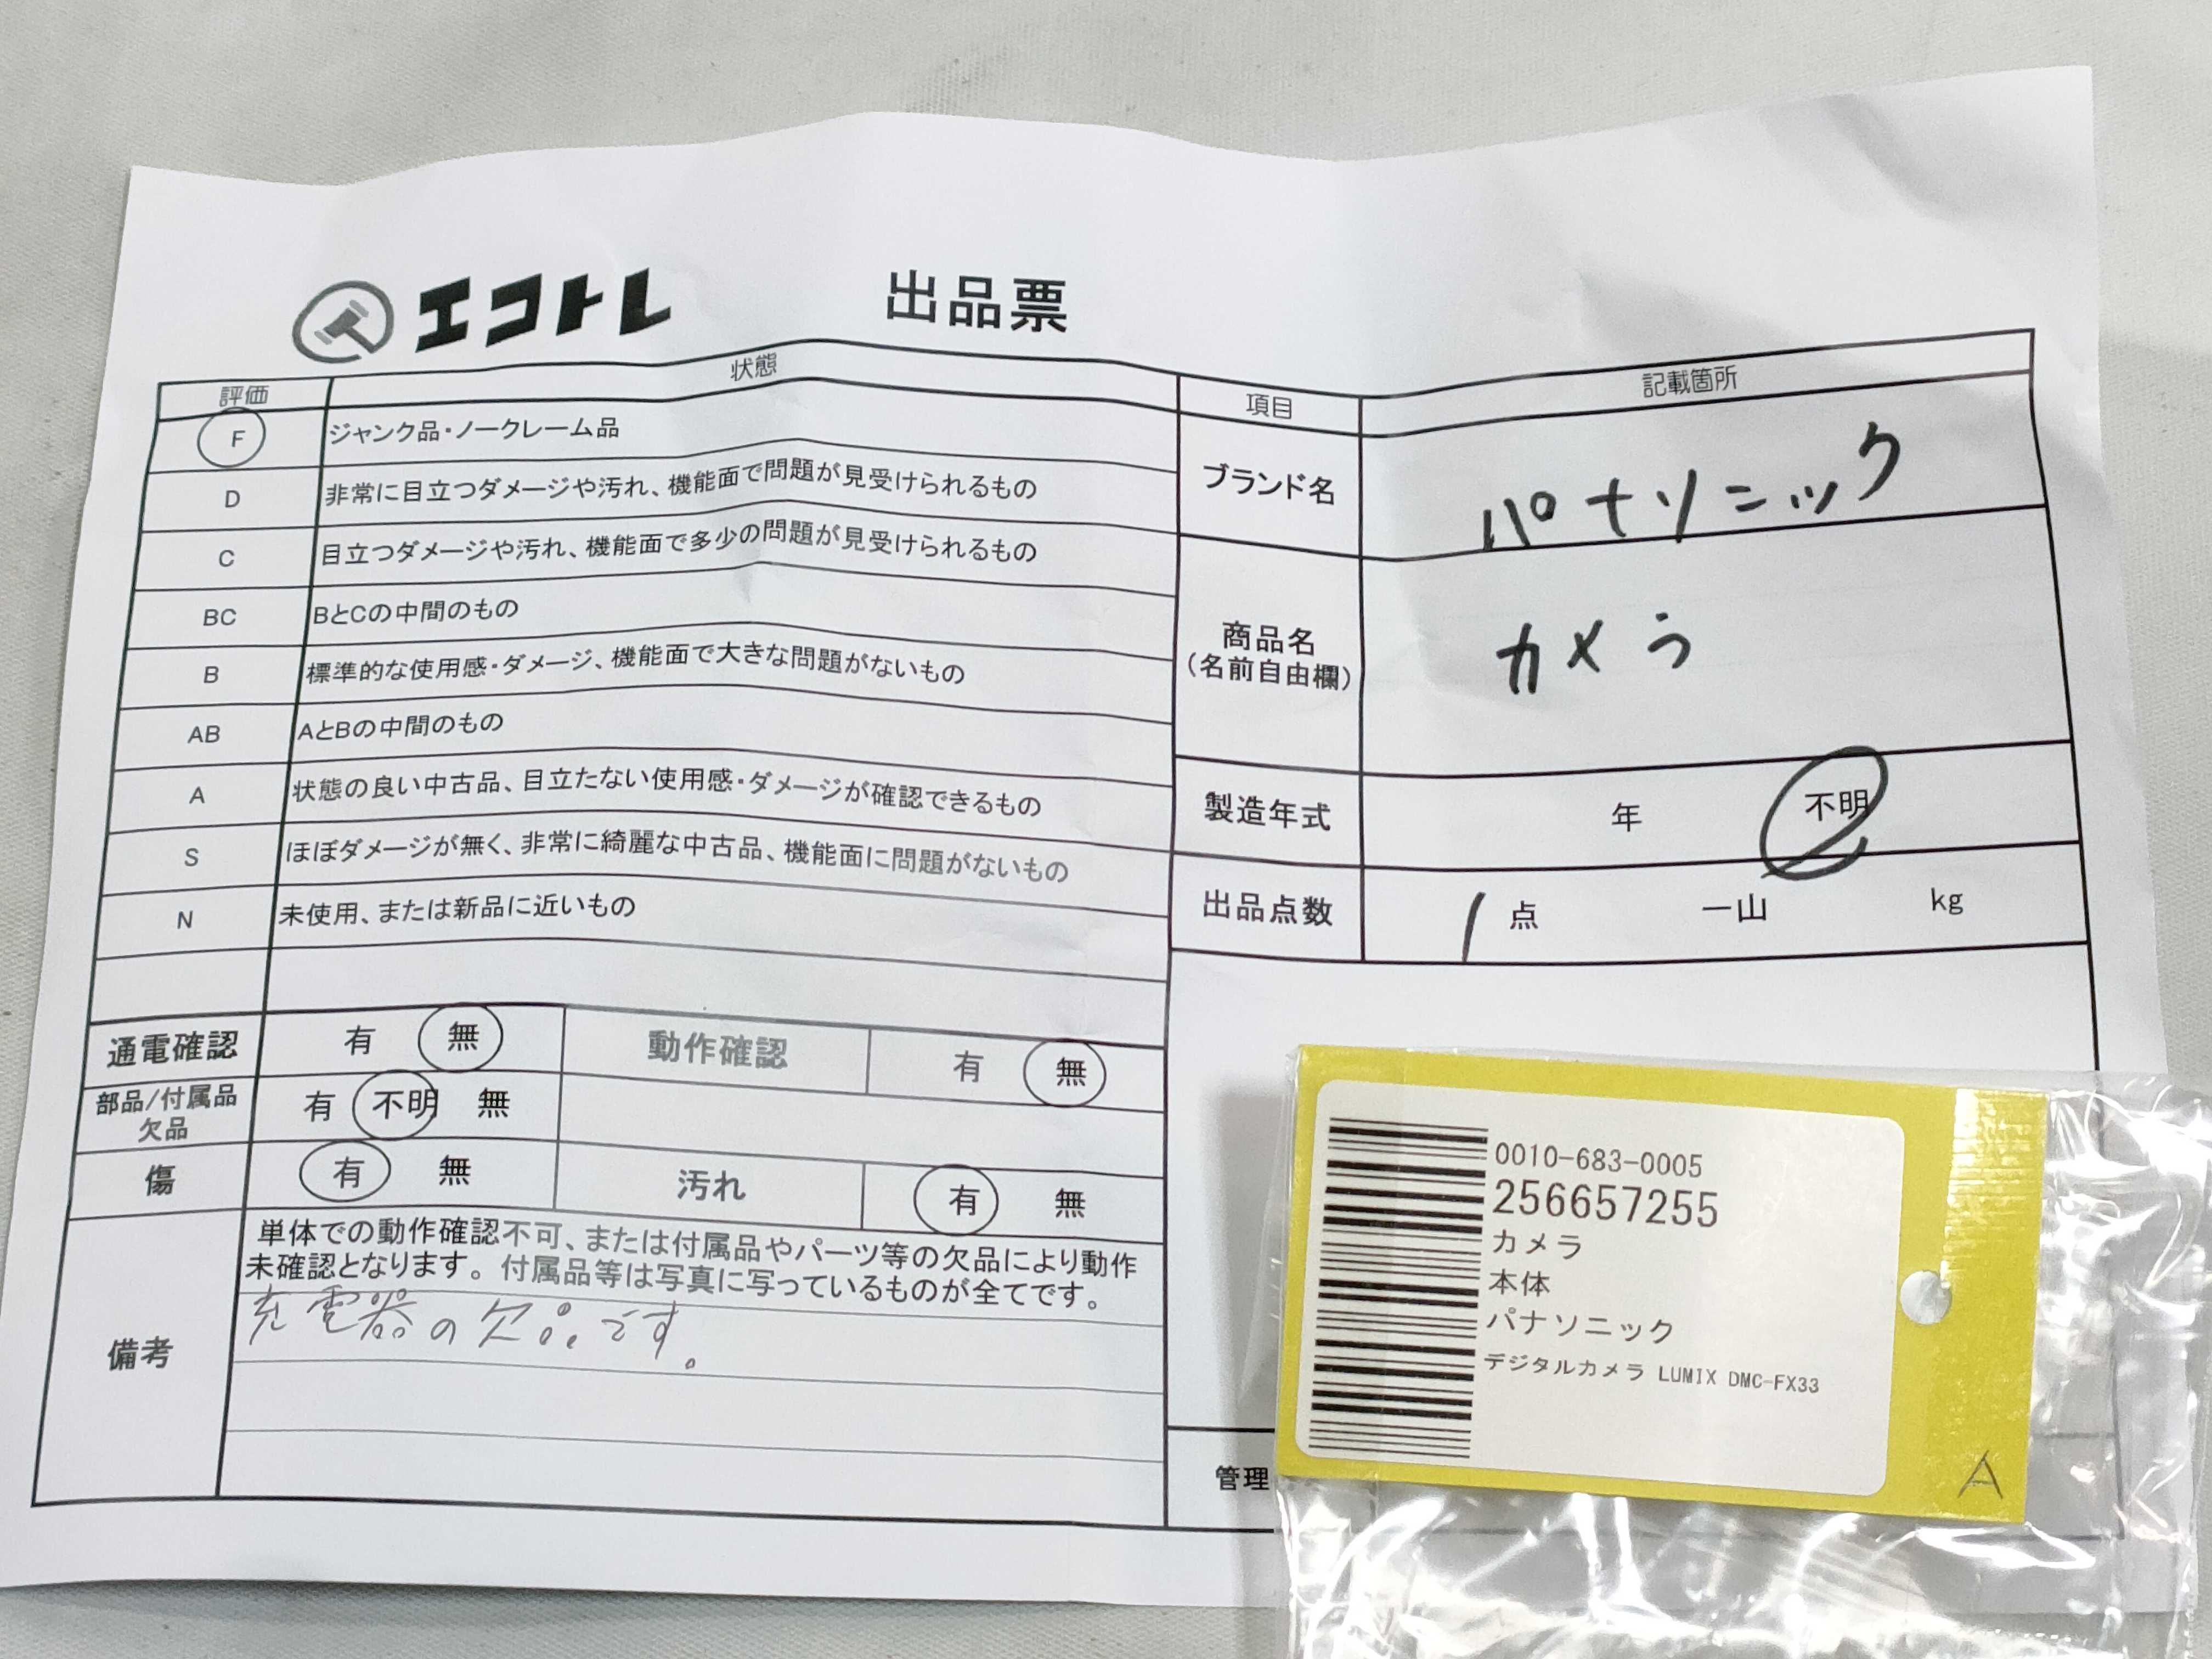 エコトレ
出品票
評価 状態
F ジャンク品・ノークレーム品
D 非常に目立つダメージや汚れ、機能面で問題が見受けられるもの
C 目立つダメージや汚れ、機能面で多少の問題が見受けられるもの
BC BとCの中間のもの
B 標準的な使用感・ダメージ、機能面で大きな問題がないもの
AB AとBの中間のもの
A 状態の良い中古品、目立たない使用感・ダメージが確認できるもの
S ほぼダメージが無く、非常に綺麗な中古品、機能面に問題がないもの
N 未使用、または新品に近いもの
通電確認 有 無 動作確認 有 無
部品/付属品
欠品
有 不明 無
傷 有 無 汚れ 有 無
備考
単体での動作確認不可、または付属品やパーツ等の欠品により動作
未確認となります。付属品等は写真に写っているものが全てです。
充電器の欠品です。
項目 記載箇所
ブランド名 パナソニック
商品名
(名前自由欄)
カメラ
製造年式 年 不明
出品点数 1 点 一山 kg
管理
0010-683-0005
256657255
カメラ
本体
パナソニック
デジタルカメラ LUMIX DMC-FX33
A